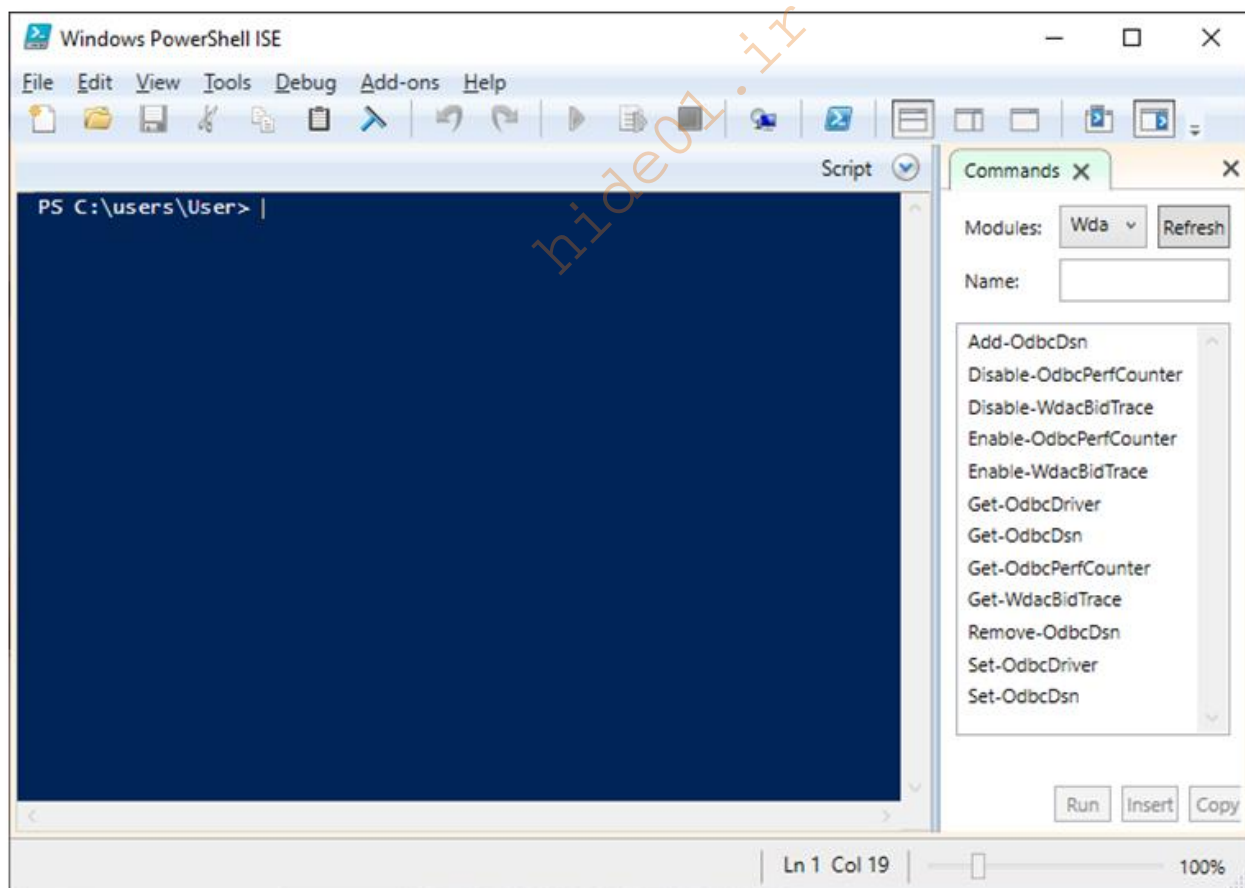 Windows PowerShell ISE
File Edit View Tools Debug Add-ons Help
Script
PS C:\users\User>
Commands
Modules: Wda Refresh
Name:
Add-OdbcDsn
Disable-OdbcPerfCounter
Disable-WdacBidTrace
Enable-OdbcPerfCounter
Enable-WdacBidTrace
Get-OdbcDriver
Get-OdbcDsn
Get-OdbcPerfCounter
Get-WdacBidTrace
Remove-OdbcDsn
Set-OdbcDriver
Set-OdbcDsn
Run Insert Copy
Ln 1 Col 19 100%
hide01.ir